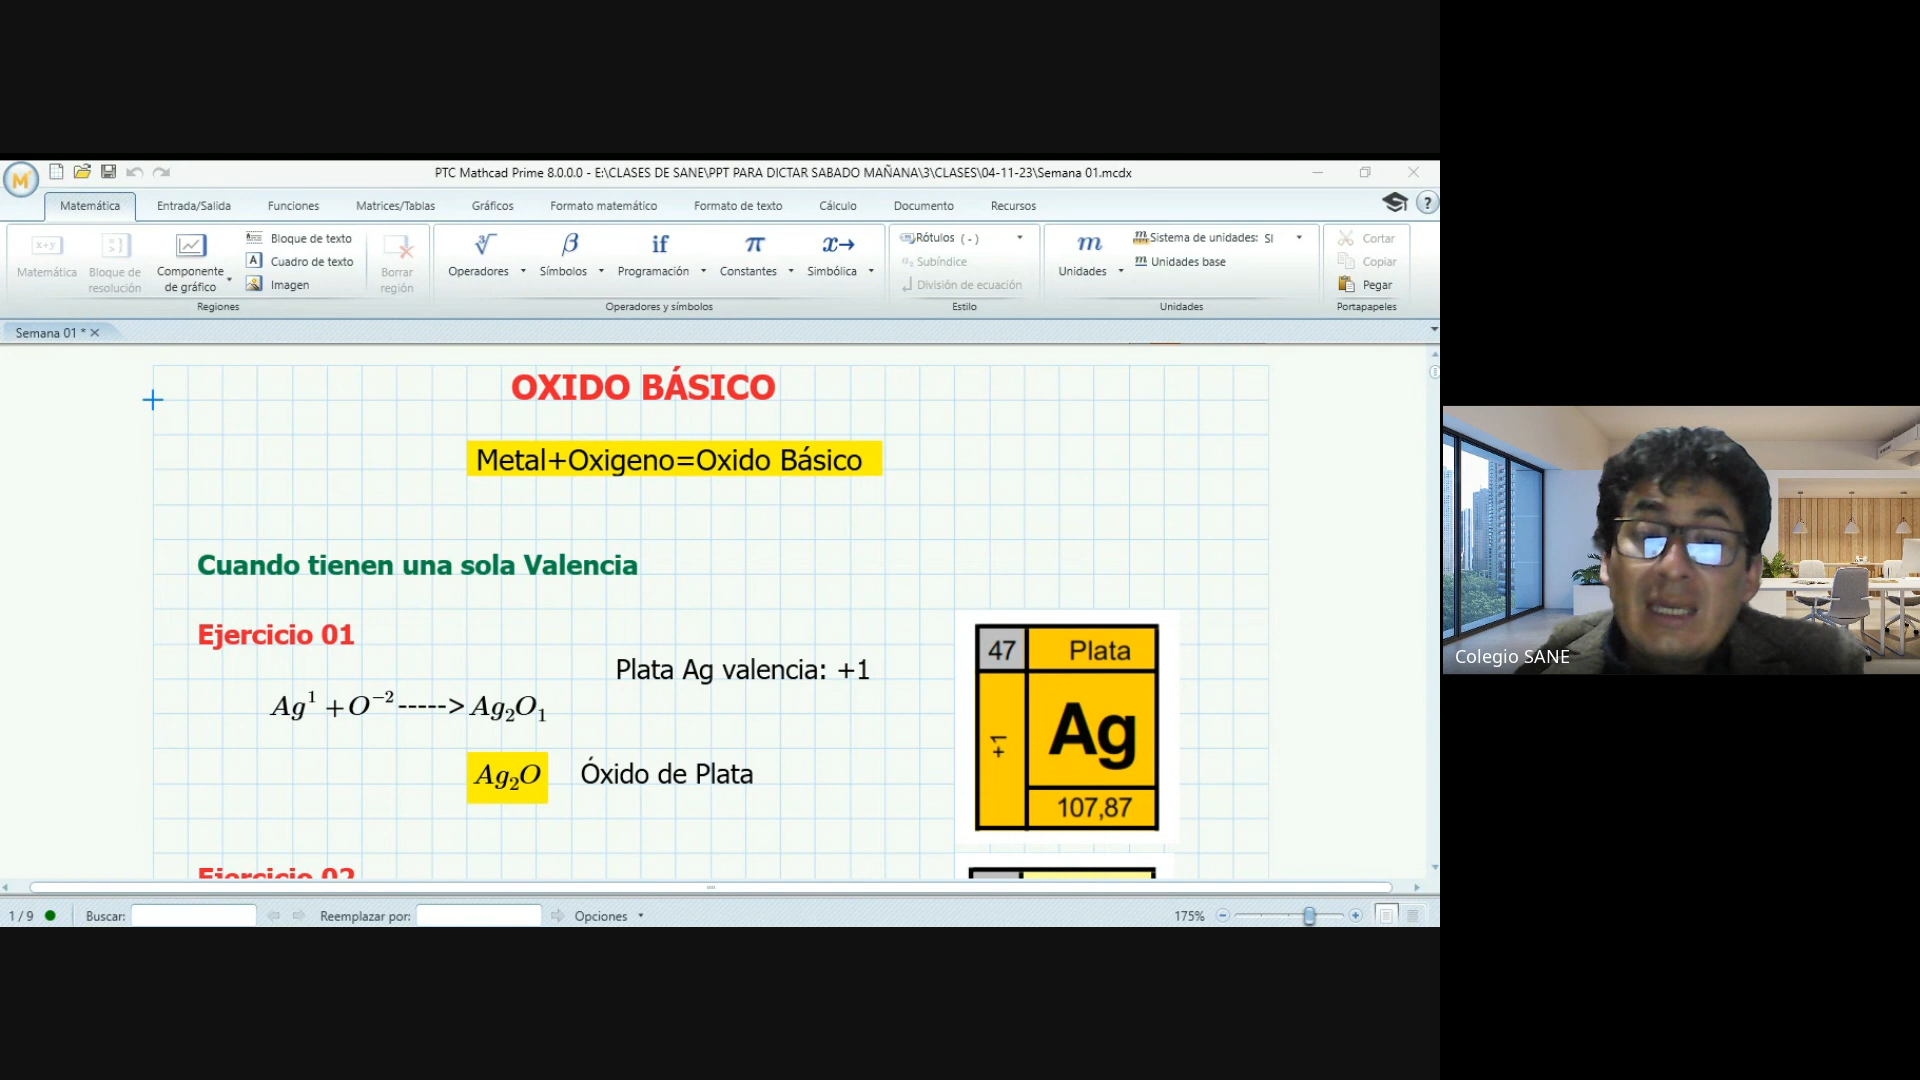 PTC Mathcad Prime 8.0.0.0 - E:\CLASES DE SANE\PPT PARA DICTAR SABADO MAÑANA\3\CLASES\04-11-23\Semana 01.mcdx
Matemática Entrada/Salida Funciones Matrices/Tablas Gráficos Formato matemático Formato de texto Cálculo Documento Recursos
Matemática
Bloque de resolución
Componente de gráfico
Bloque de texto
Cuadro de texto
Imagen
Borrar región
Regiones
Operadores Símbolos Programación Constantes Simbólica
Operadores y símbolos
Rótulos ( - )
Subíndice
División de ecuación
Estilo
Unidades
Sistema de unidades: SI
Unidades base
Unidades
Cortar
Copiar
Pegar
Portapapeles
Semana 01 *
OXIDO BÁSICO
Metal+Oxigeno=Oxido Básico
Cuando tienen una sola Valencia
Ejercicio 01
Plata Ag valencia: +1
Ag¹ + O⁻² -----> Ag₂O₁
Ag₂O Óxido de Plata
47 Plata
+1
Ag
107,87
Ejercicio 02
1 / 9 Buscar: Reemplazar por: Opciones 175%
Colegio SANE